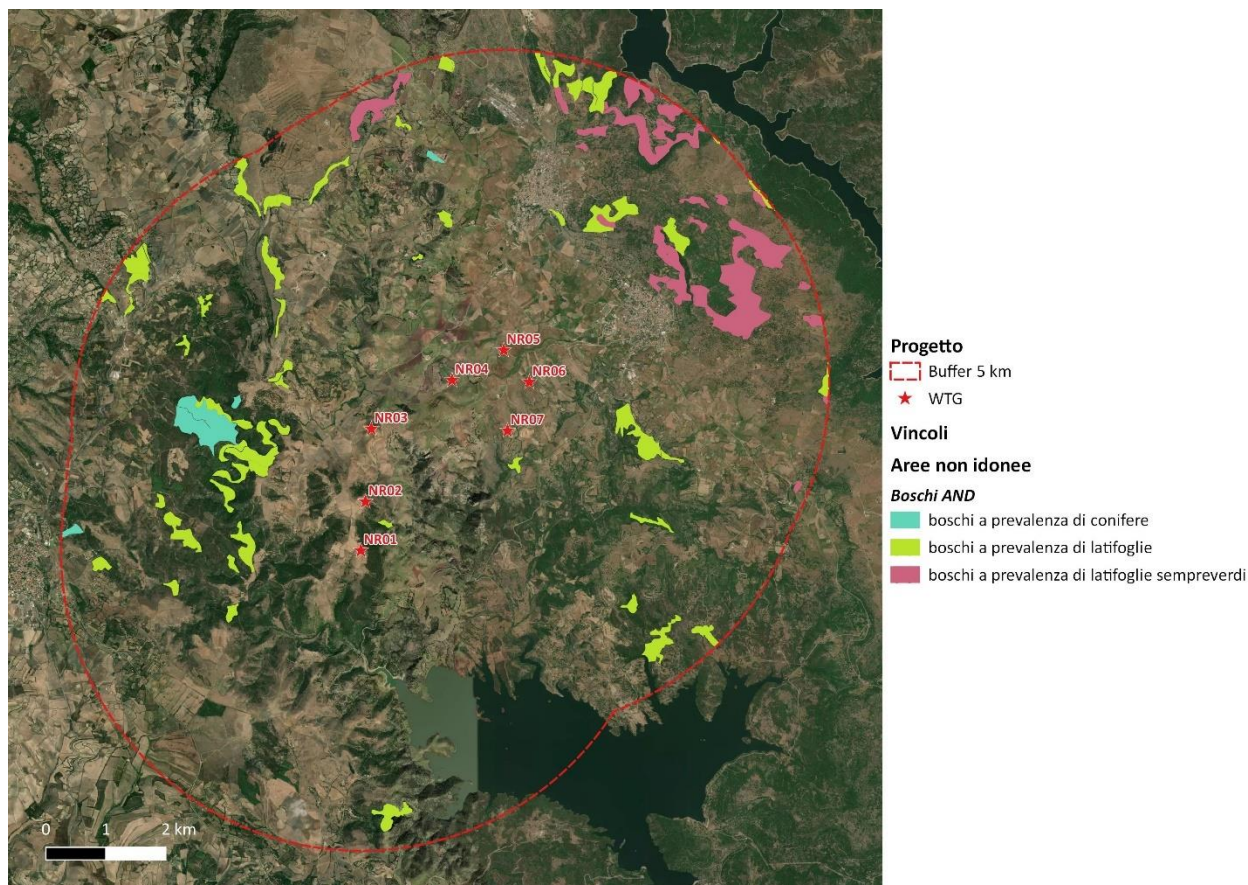 NR05
NR04
NR06
NR03
NR07
NR02
NR01
0 1 2 km
Progetto
Buffer 5 km
WTG
Vincoli
Aree non idonee
Boschi AND
boschi a prevalenza di conifere
boschi a prevalenza di latifoglie
boschi a prevalenza di latifoglie sempreverdi